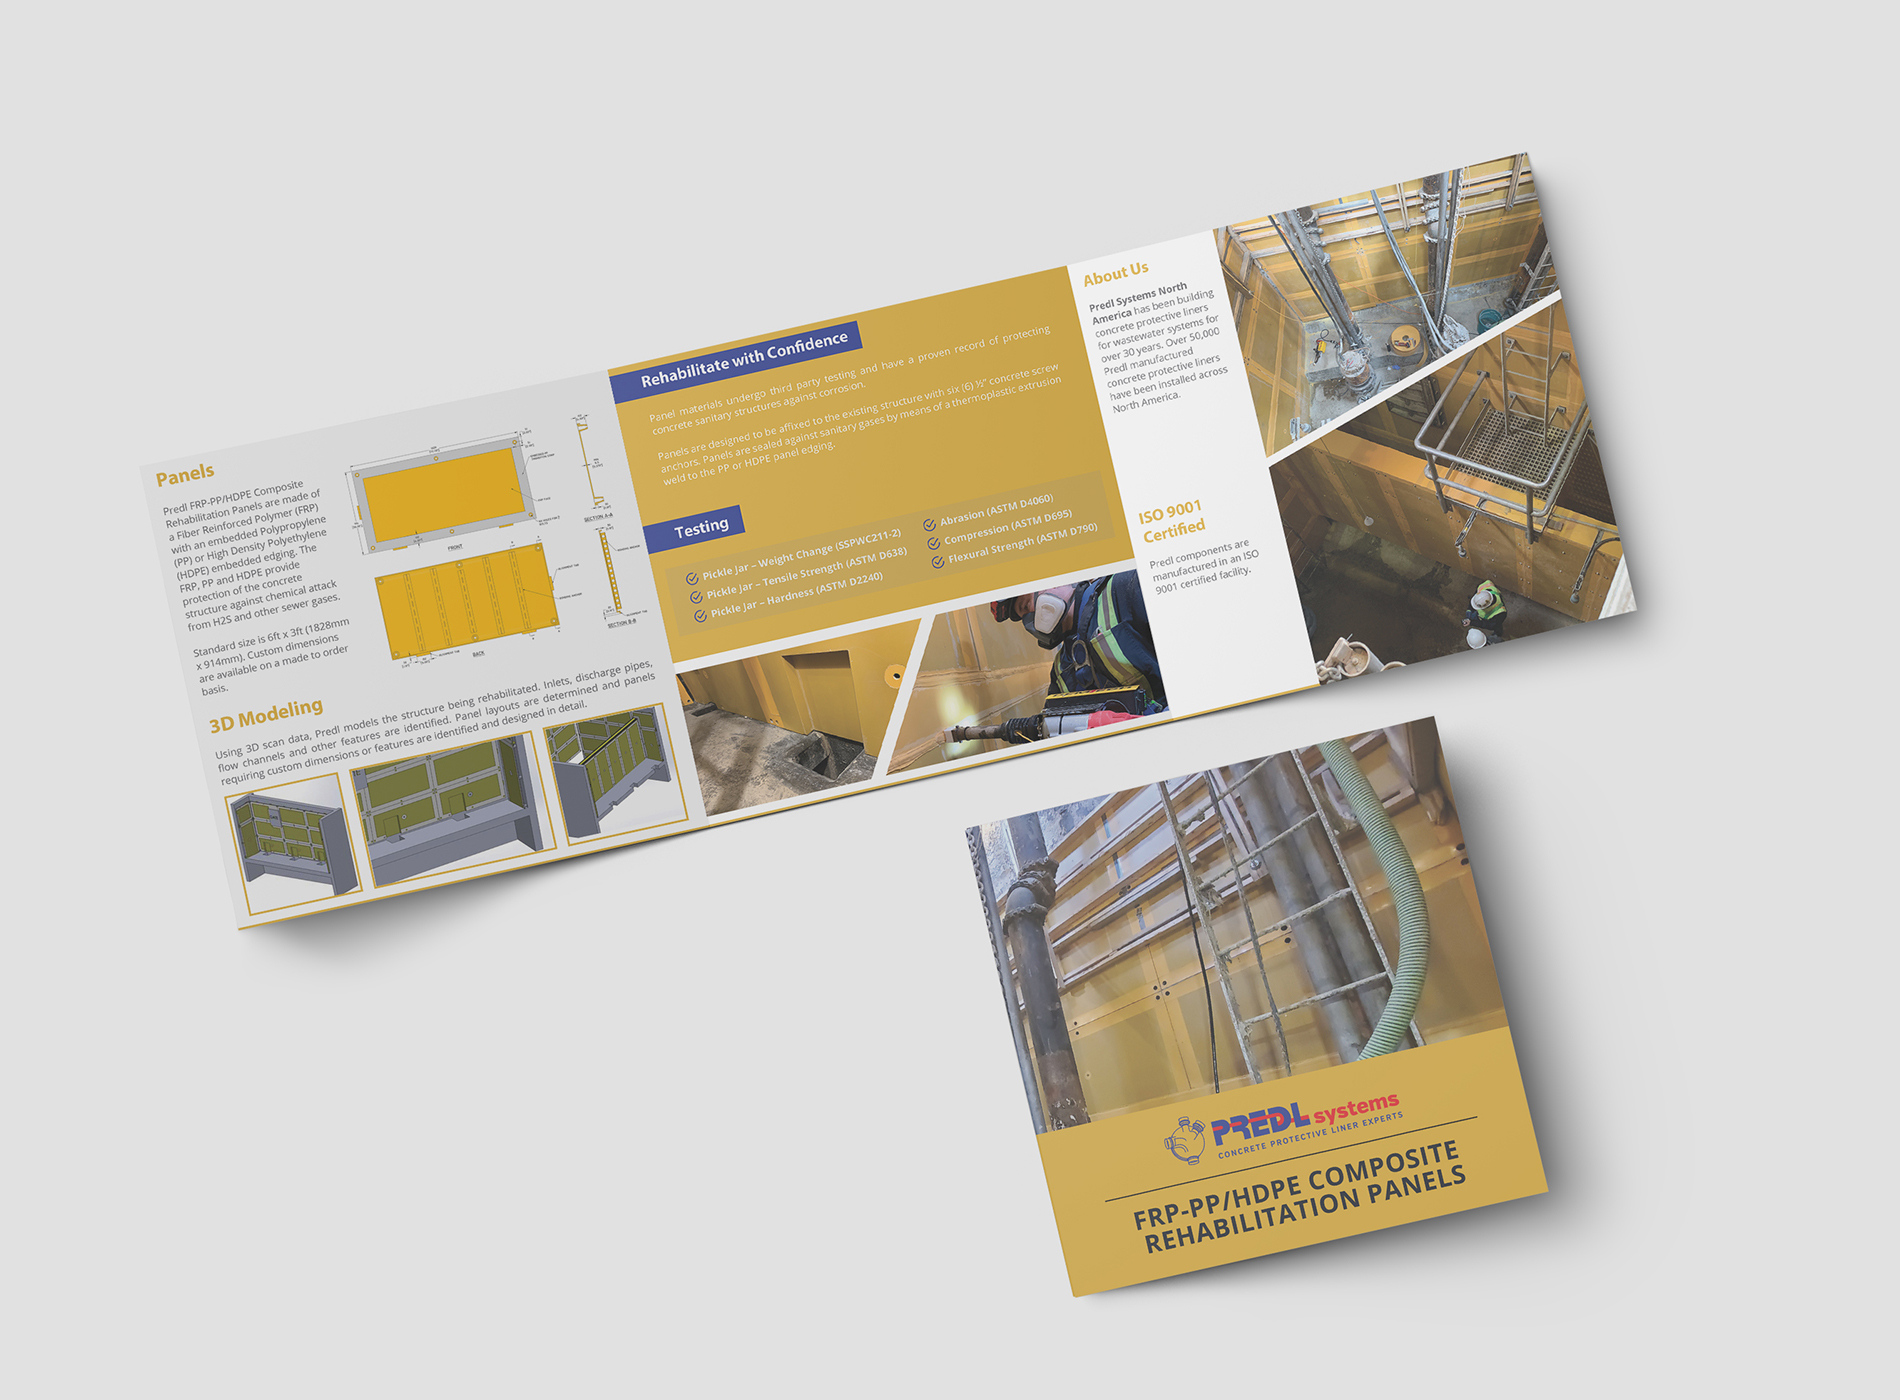 Panels
Predl FRP-PP/HDPE Composite
Rehabilitation Panels are made of
a Fiber Reinforced Polymer (FRP)
with an embedded Polypropylene
(PP) or High Density Polyethylene
(HDPE) embedded edging. The
FRP, PP and HDPE provide
protection of the concrete
structure against chemical attack
from H2S and other sewer gases.
Standard size is 6ft x 3ft (1828mm
x 914mm). Custom dimensions
are available on a made to order
basis.
FRONT
BACK
SECTION A-A
SECTION B-B
3D Modeling
Using 3D scan data, Predl models the structure being rehabilitated. Inlets, discharge pipes,
flow channels and other features are identified. Panel layouts are determined and panels
requiring custom dimensions or features are identified and designed in detail.
Rehabilitate with Confidence
Panel materials undergo third party testing and have a proven record of protecting
concrete sanitary structures against corrosion.
Panels are designed to be affixed to the existing structure with six (6) ½" concrete screw
anchors. Panels are sealed against sanitary gases by means of a thermoplastic extrusion
weld to the PP or HDPE panel edging.
Testing
Pickle Jar – Weight Change (SSPWC211-2)
Pickle Jar – Tensile Strength (ASTM D638)
Pickle Jar – Hardness (ASTM D2240)
Abrasion (ASTM D4060)
Compression (ASTM D695)
Flexural Strength (ASTM D790)
About Us
Predl Systems North
America has been building
concrete protective liners
for wastewater systems for
over 30 years. Over 50,000
Predl manufactured
concrete protective liners
have been installed across
North America.
ISO 9001
Certified
Predl components are
manufactured in an ISO
9001 certified facility.
PREDL systems
CONCRETE PROTECTIVE LINER EXPERTS
FRP-PP/HDPE COMPOSITE
REHABILITATION PANELS